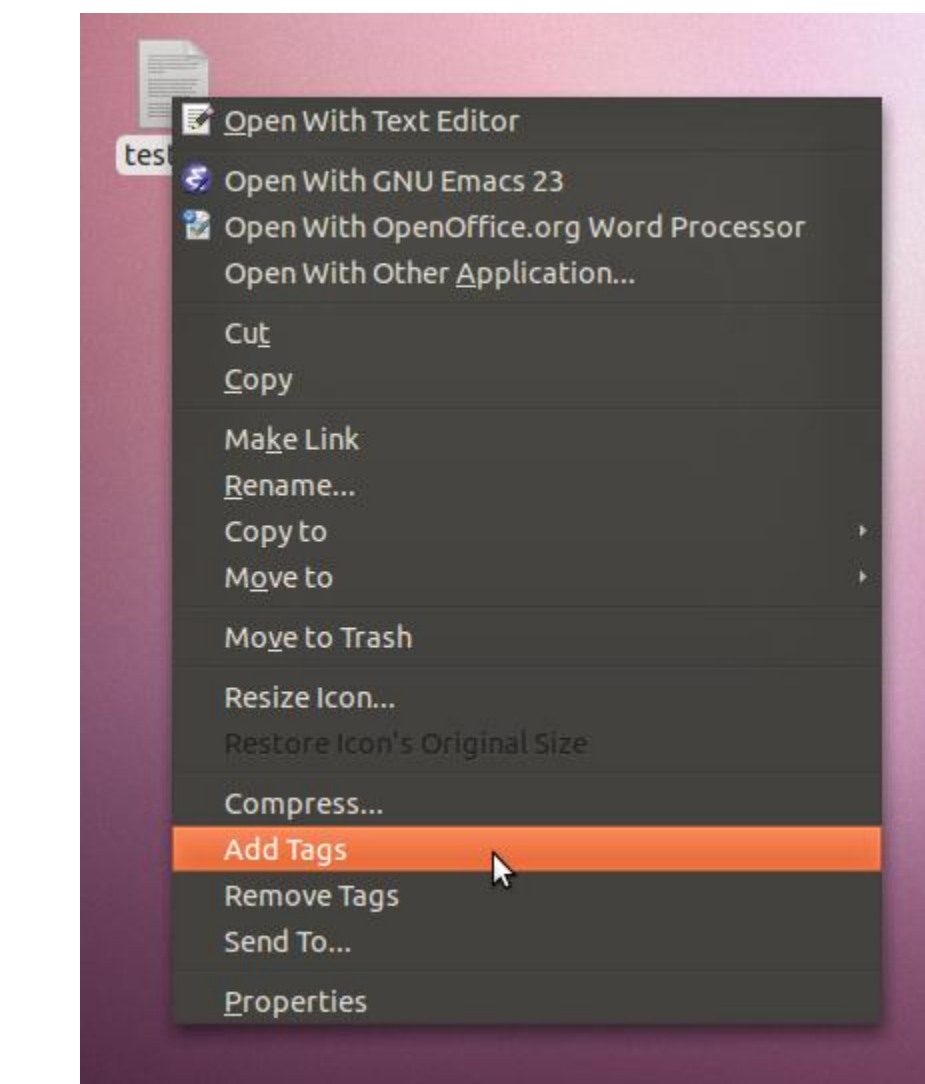 test
Open With Text Editor
Open With GNU Emacs 23
Open With OpenOffice.org Word Processor
Open With Other Application...
Cut
Copy
Make Link
Rename...
Copy to
Move to
Move to Trash
Resize Icon...
Restore Icon's Original Size
Compress...
Add Tags
Remove Tags
Send To...
Properties